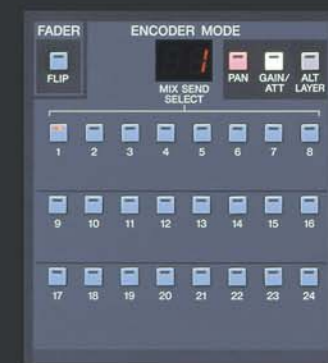 FADER ENCODER MODE
1
FLIP
MIX SEND
SELECT
PAN GAIN/
ATT ALT
LAYER
1 2 3 4 5 6 7 8
9 10 11 12 13 14 15 16
17 18 19 20 21 22 23 24